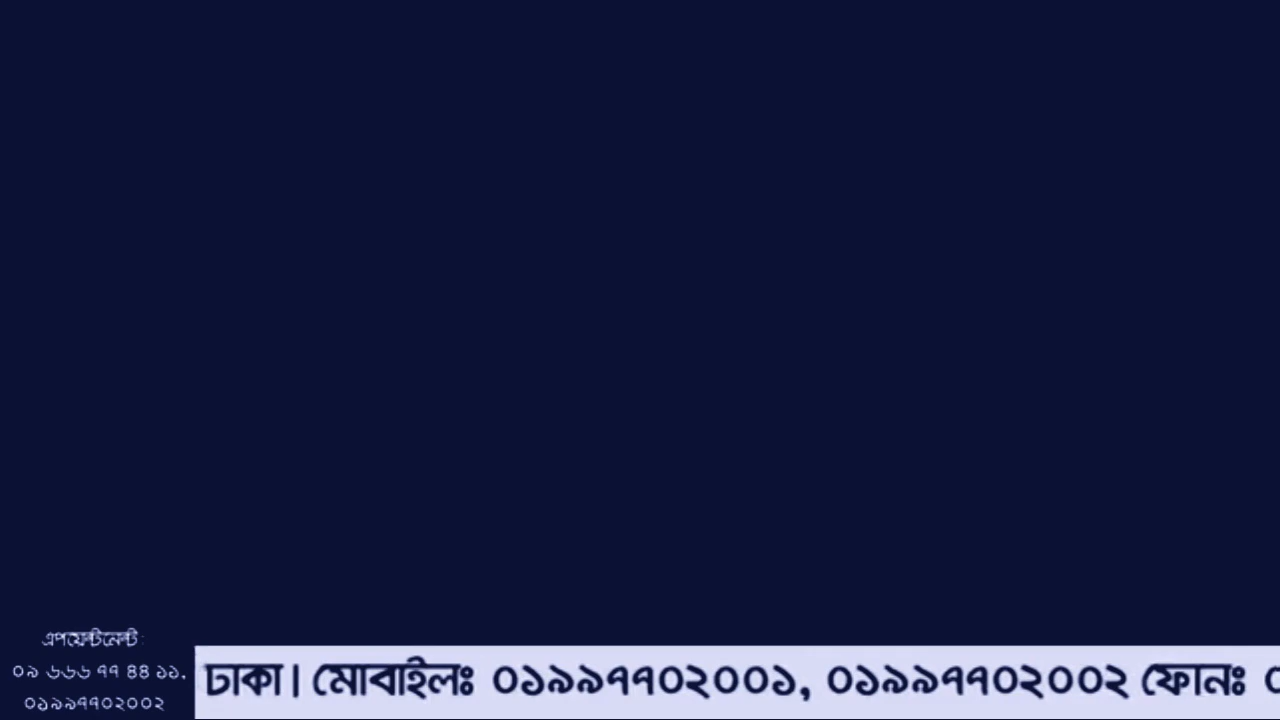 এপয়েন্টমেন্ট:
০৯ ৬৬৬ ৭৭ ৪৪ ১১,
০১৯৯৭৭০২০০২
ঢাকা। মোবাইলঃ ০১৯৯৭৭০২০০১, ০১৯৯৭৭০২০০২ ফোনঃ